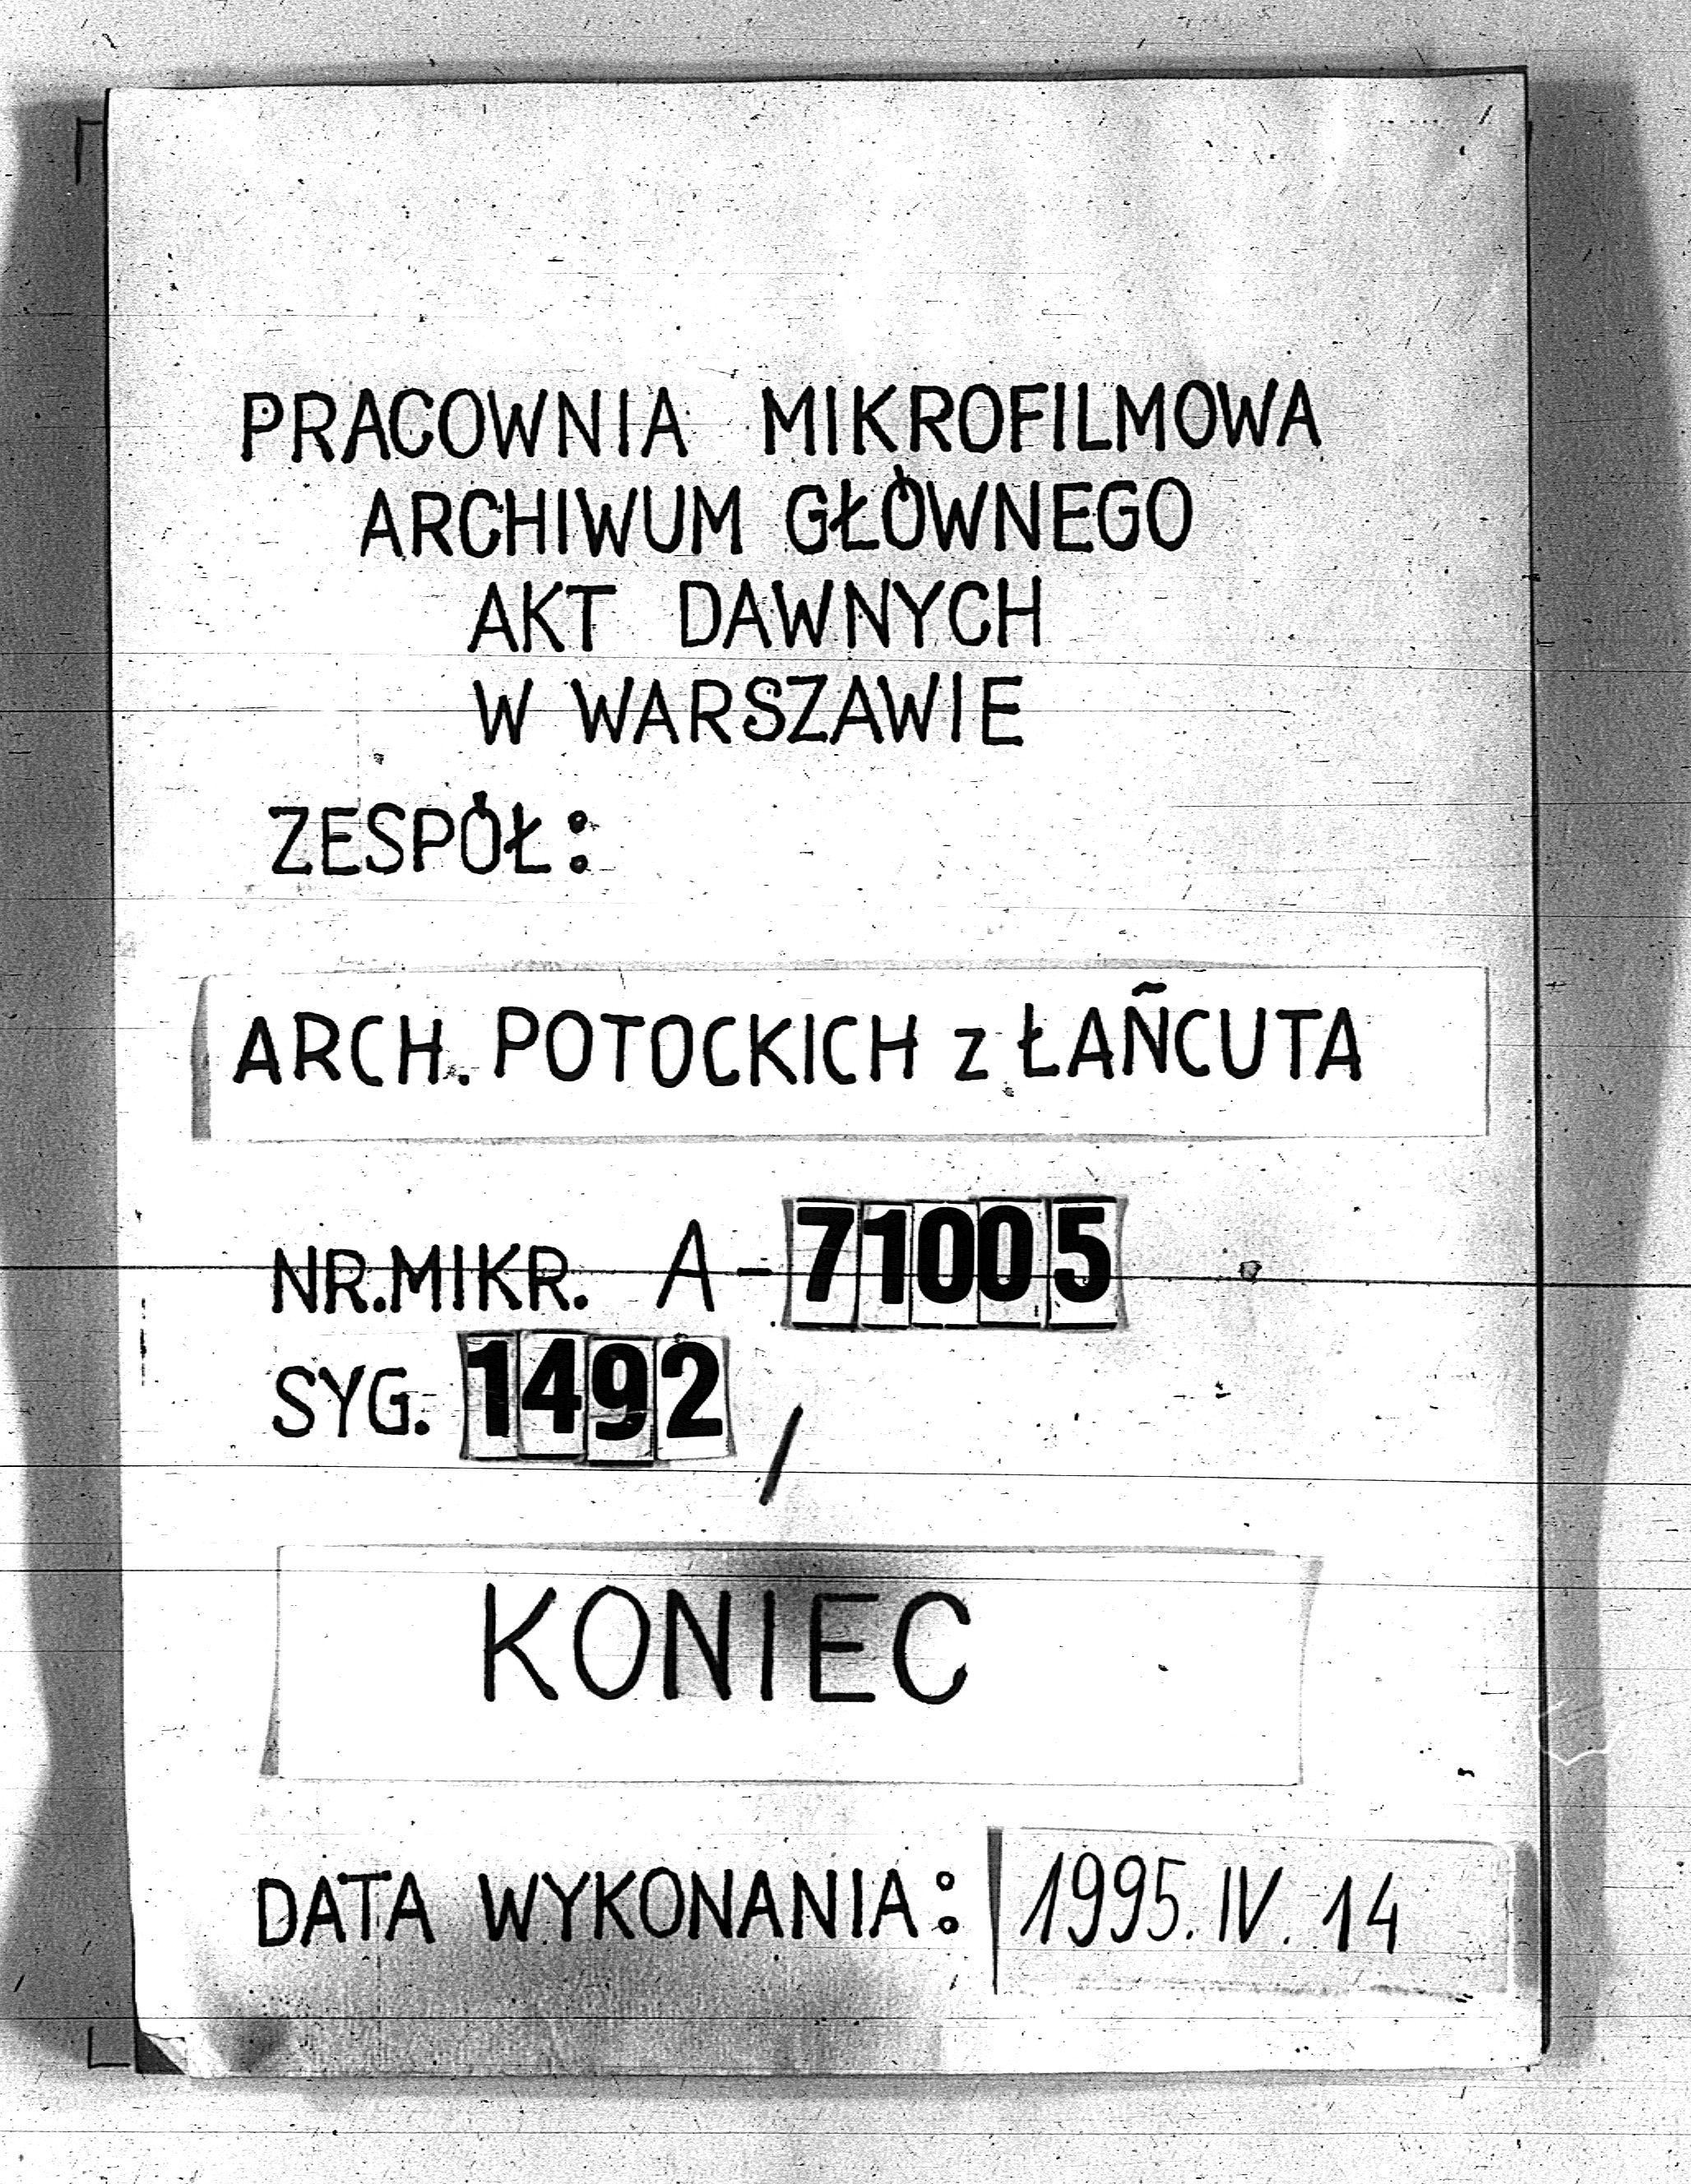 PRACOWNIA MIKROFILMOWA
ARCHIWUM GŁÓWNEGO
AKT DAWNYCH
W WARSZAWIE
ZESPÓŁ:
ARCH. POTOCKICH z ŁAŃCUTA
NR.MIKR. A-71005
SYG. 1492 /
KONIEC
DATA WYKONANIA: 1995.IV.14